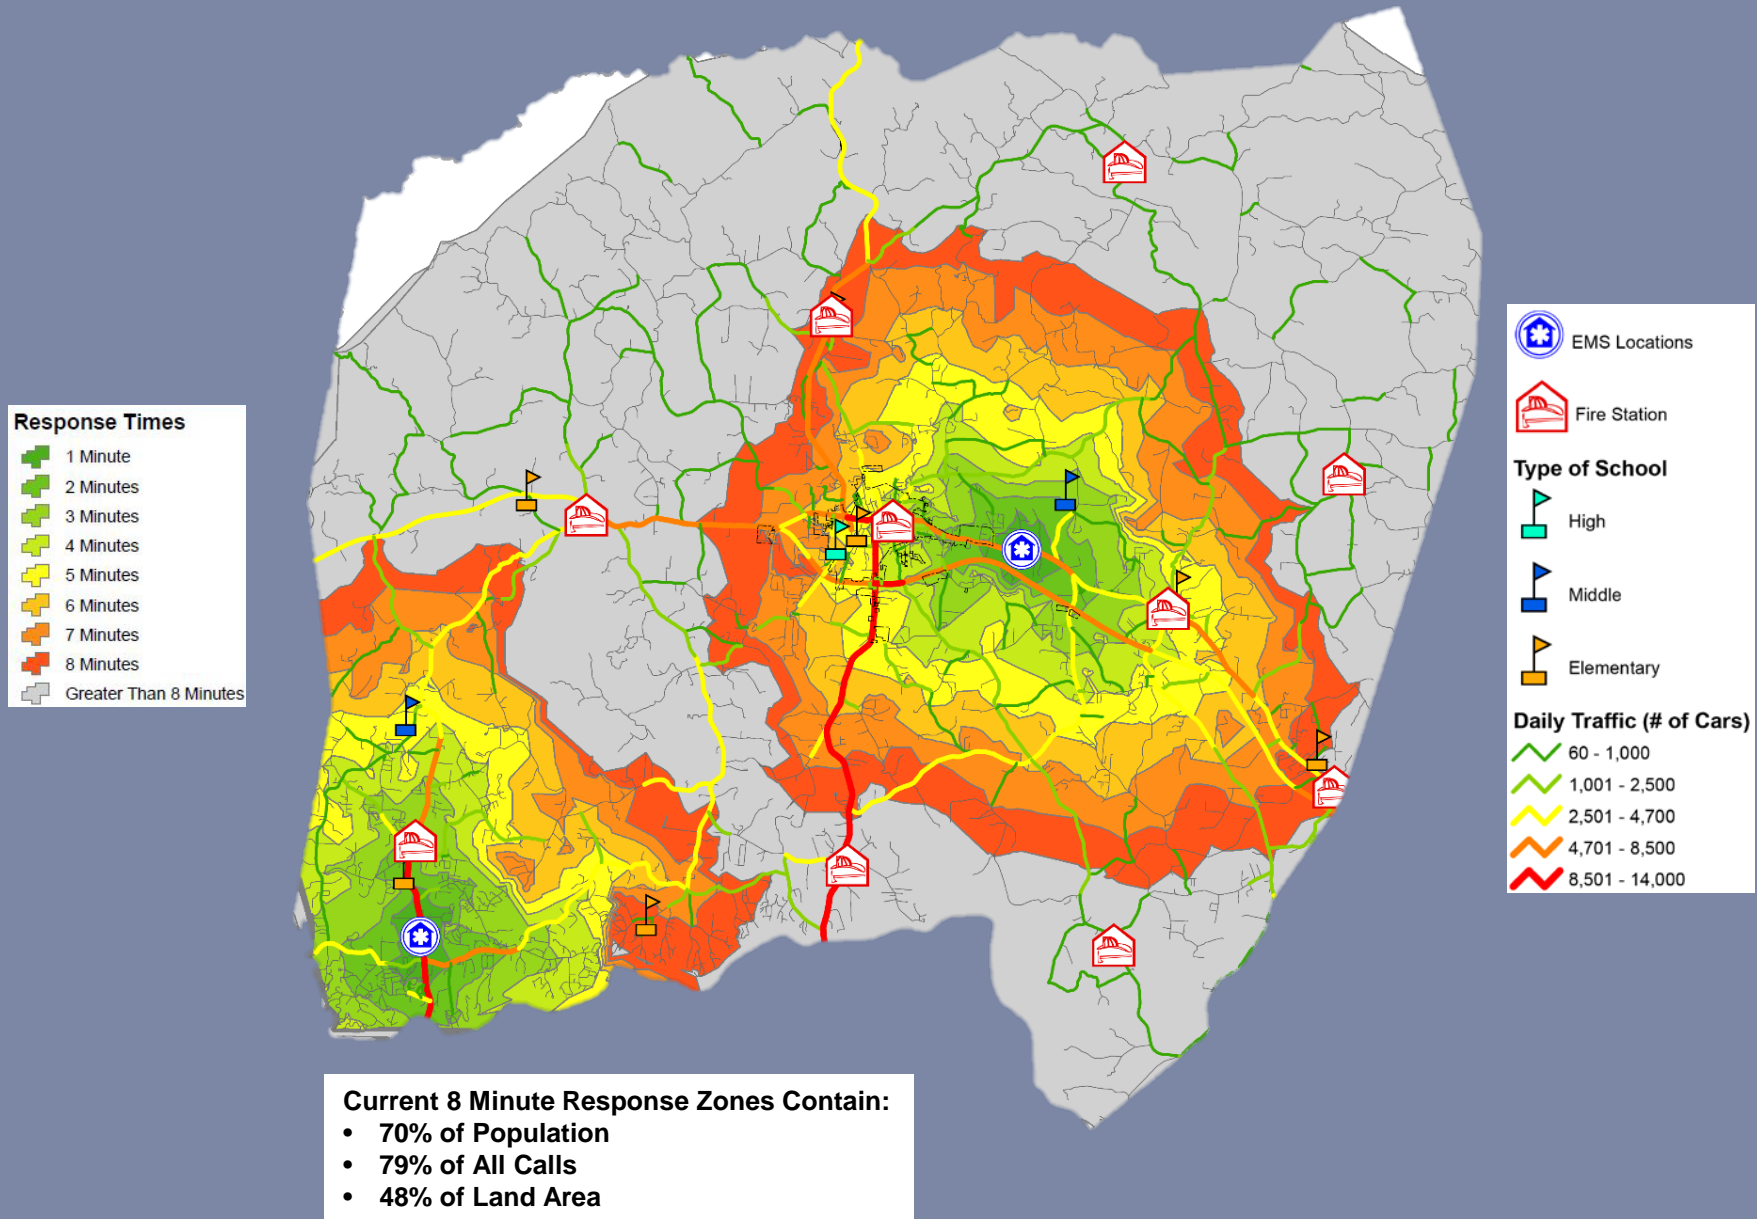 Response Times
1 Minute
2 Minutes
3 Minutes
4 Minutes
5 Minutes
6 Minutes
7 Minutes
8 Minutes
Greater Than 8 Minutes
EMS Locations
Fire Station
Type of School
High
Middle
Elementary
Daily Traffic (# of Cars)
60 - 1,000
1,001 - 2,500
2,501 - 4,700
4,701 - 8,500
8,501 - 14,000
Current 8 Minute Response Zones Contain:
• 70% of Population
• 79% of All Calls
• 48% of Land Area